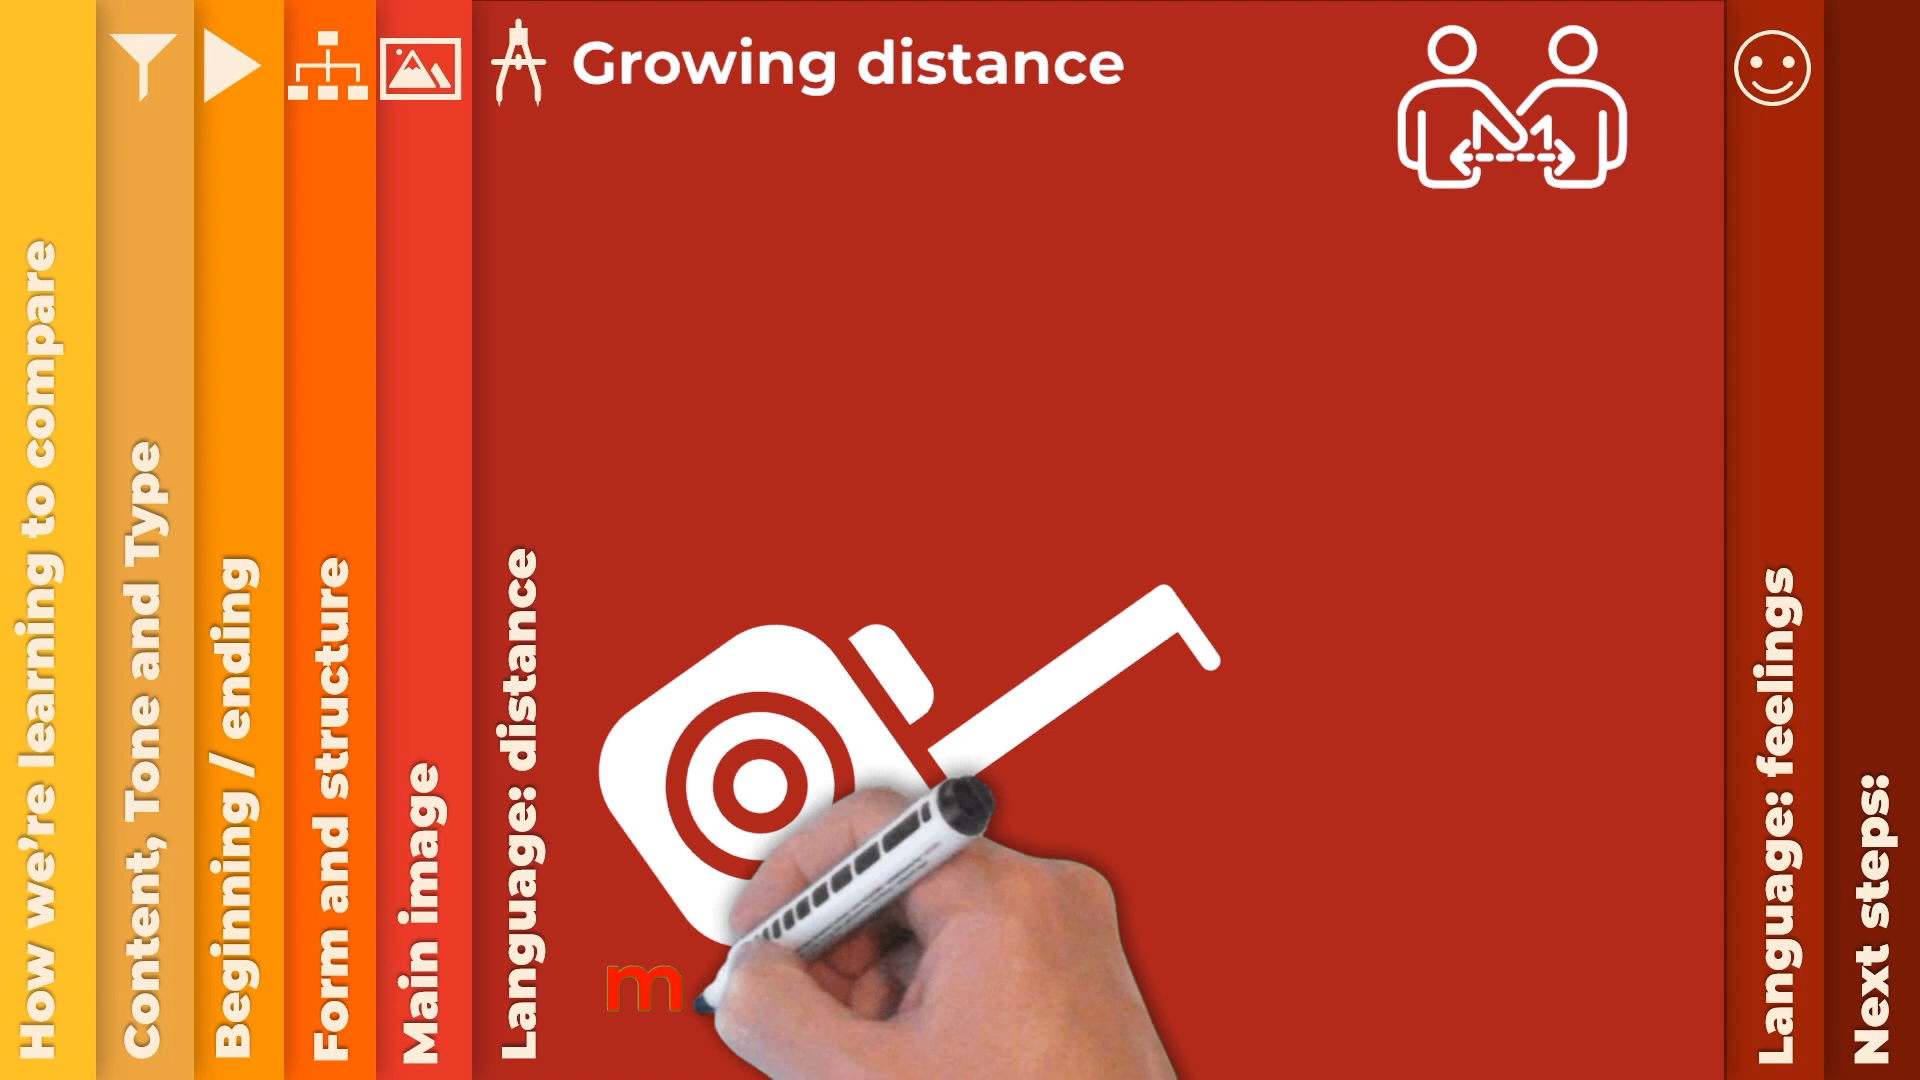 How we're learning to compare
Content, Tone and Type
Beginning / ending
Form and structure
Main image
Language: distance
Growing distance
m
Language: feelings
Next steps: